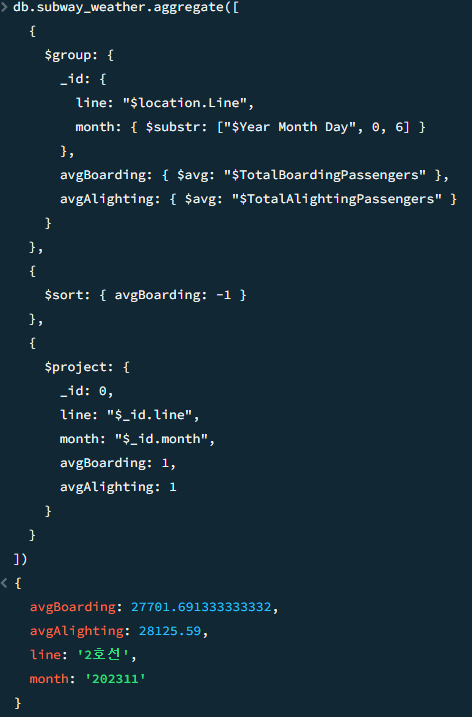 > db.subway_weather.aggregate([
{
$group: {
_id: {
line: "$location.Line",
month: { $substr: ["$Year Month Day", 0, 6] }
},
avgBoarding: { $avg: "$TotalBoardingPassengers" },
avgAlighting: { $avg: "$TotalAlightingPassengers" }
}
},
{
$sort: { avgBoarding: -1 }
},
{
$project: {
_id: 0,
line: "$_id.line",
month: "$_id.month",
avgBoarding: 1,
avgAlighting: 1
}
}
])
< {
avgBoarding: 27701.691333333332,
avgAlighting: 28125.59,
line: '2호선',
month: '202311'
}